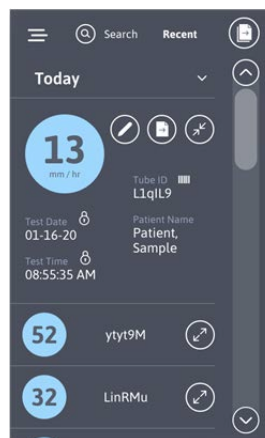 Search Recent
Today
13
mm / hr
Tube ID
L1qIL9
Test Date
01-16-20
Patient Name
Patient,
Sample
Test Time
08:55:35 AM
52 ytyt9M
32 LinRMu